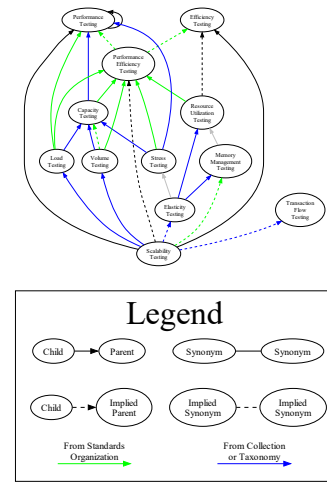 Performance
Testing
Efficiency
Testing
Performance
Efficiency
Testing
Capacity
Testing
Resource
Utilization
Testing
Load
Testing
Volume
Testing
Stress
Testing
Memory
Management
Testing
Elasticity
Testing
Transaction
Flow
Testing
Scalability
Testing
Legend
Child
Parent
Synonym
Synonym
Child
Implied
Parent
Implied
Synonym
Implied
Synonym
From Standards
Organization
From Collection
or Taxonomy